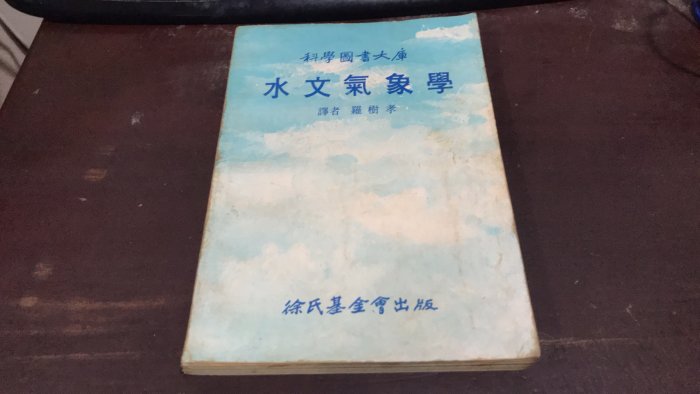 科學圖書大庫
水文氣象學
譯者 羅樹孝
徐氏基金會出版